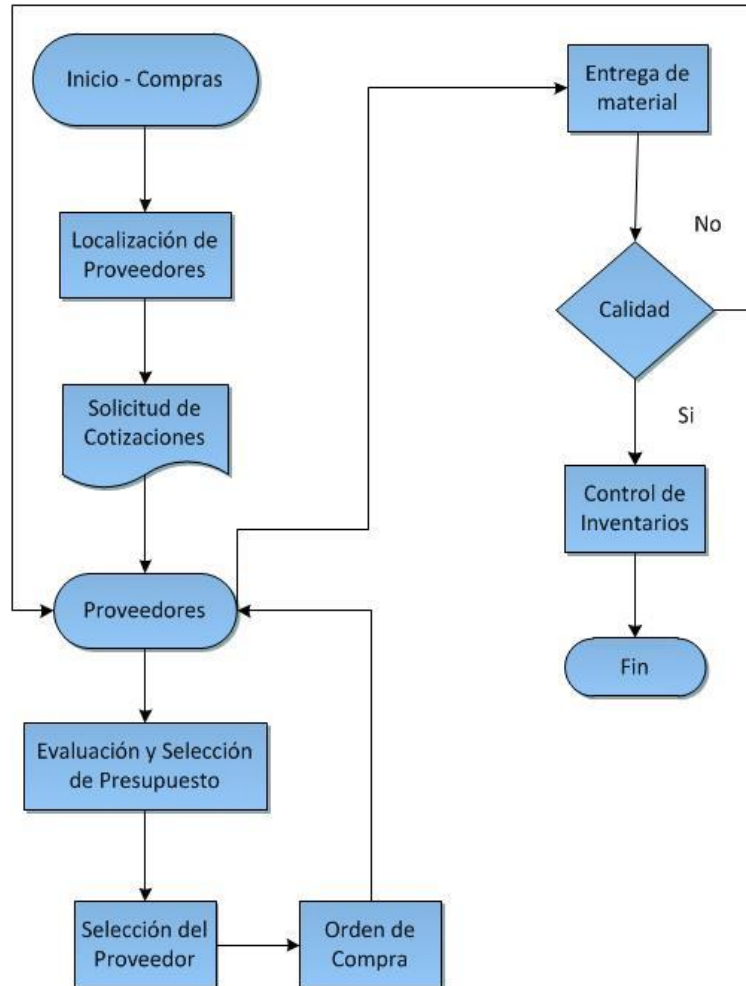 Inicio - Compras
Localización de
Proveedores
Solicitud de
Cotizaciones
Proveedores
Evaluación y Selección
de Presupuesto
Selección del
Proveedor
Orden de
Compra
Entrega de
material
No
Calidad
Si
Control de
Inventarios
Fin